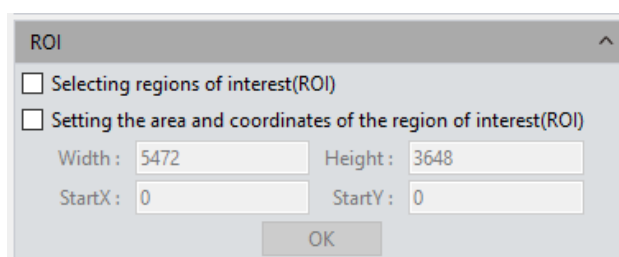 ROI
Selecting regions of interest(ROI)
Setting the area and coordinates of the region of interest(ROI)
Width : 5472 Height : 3648
StartX : 0 StartY : 0
OK